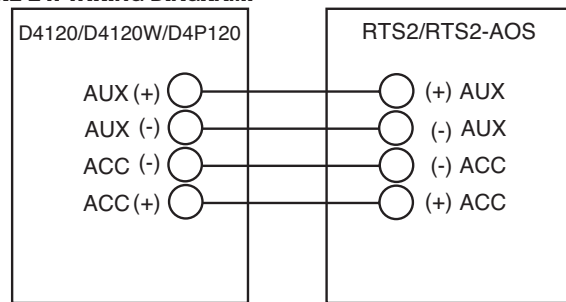 D4120/D4120W/D4P120
AUX (+)
AUX (-)
ACC (-)
ACC (+)
RTS2/RTS2-AOS
(+) AUX
(-) AUX
(-) ACC
(+) ACC